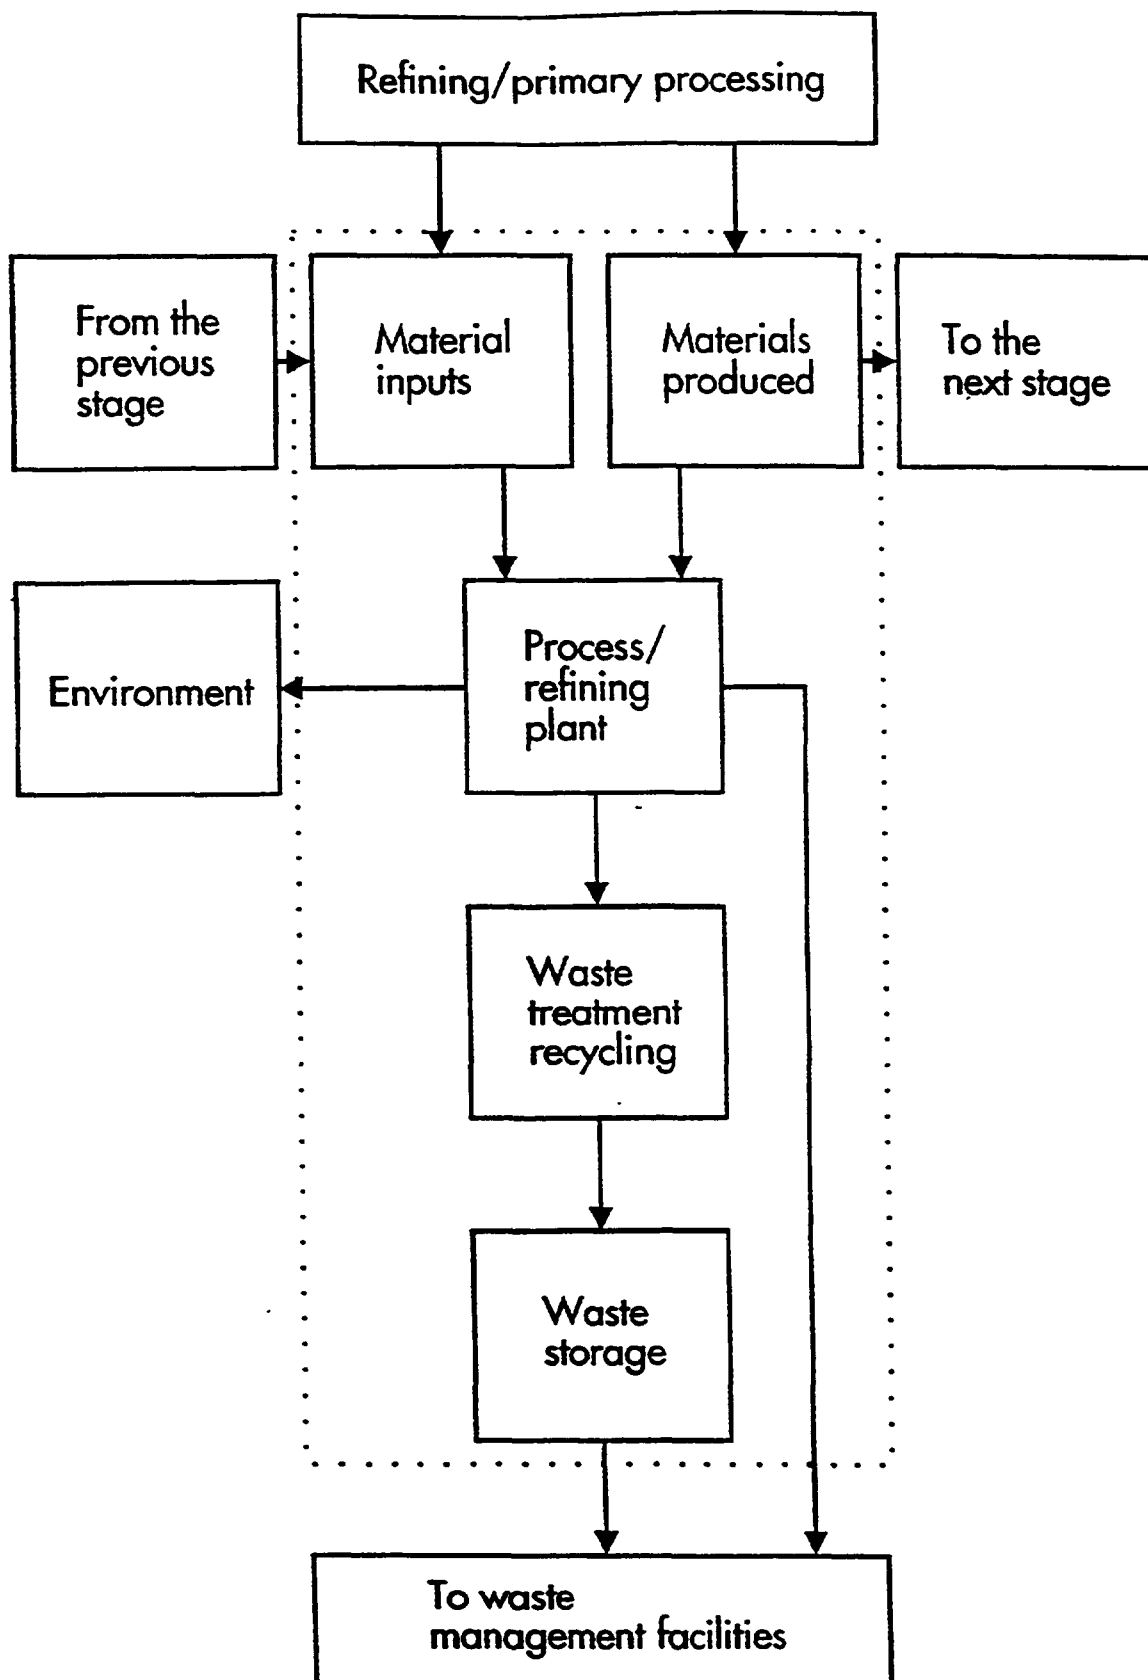 Refining/primary processing
From the
previous
stage
Material
inputs
Materials
produced
To the
next stage
Environment
Process/
refining
plant
Waste
treatment
recycling
Waste
storage
To waste
management facilities